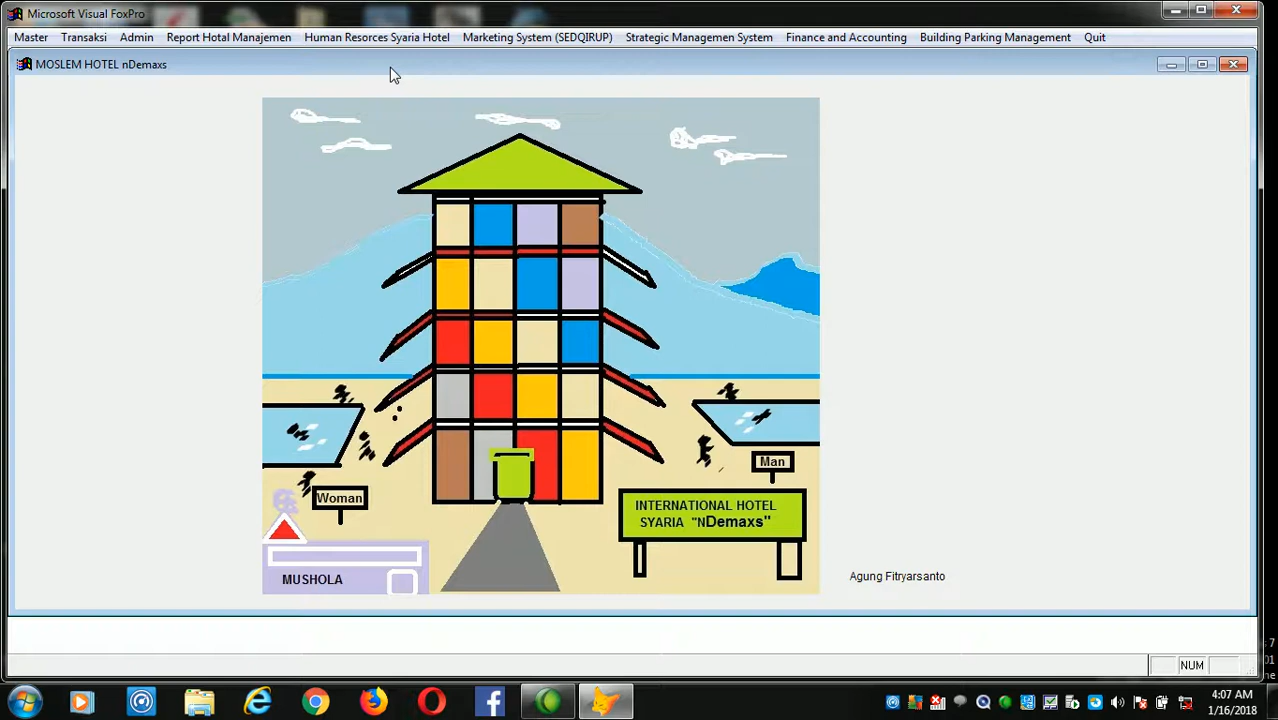 Microsoft Visual FoxPro
Master Transaksi Admin Report Hotal Manajemen Human Resorces Syaria Hotel Marketing System (SEDQIRUP) Strategic Managemen System Finance and Accounting Building Parking Management Quit
MOSLEM HOTEL nDemaxs
Man
Woman
INTERNATIONAL HOTEL
SYARIA "NDemaxs"
MUSHOLA
Agung Fitryarsanto
NUM
4:07 AM
1/16/2018